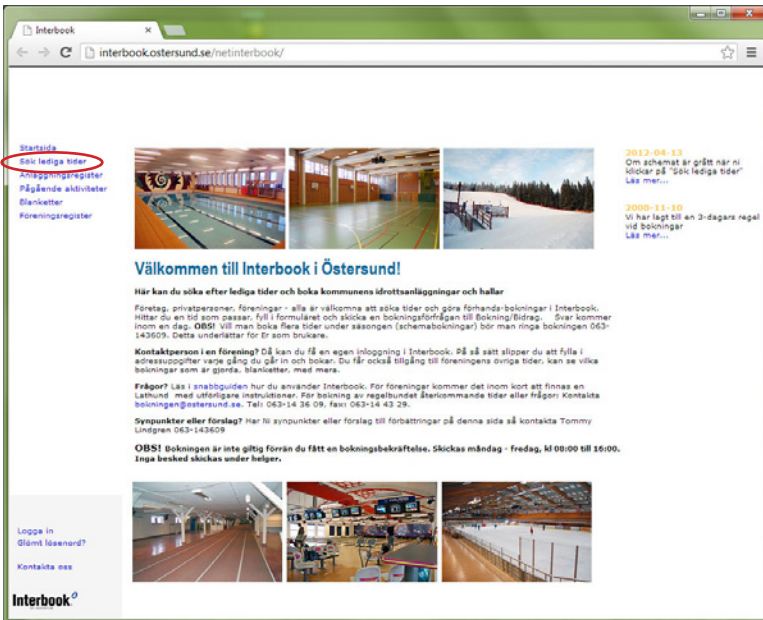 Interbook
interbook.ostersund.se/netinterbook/
Startsida
Sök lediga tider
Anläggningsregister
Pågående aktiviteter
Blanketter
Föreningsregister
2012-04-13
Om schemat är grått när ni
klickar på "Sök lediga tider"
Läs mer...
2008-11-10
Vi har lagt till en 3-dagars regel
vid bokningar
Läs mer...
Välkommen till Interbook i Östersund!
Här kan du söka efter lediga tider och boka kommunens idrottsanläggningar och hallar
Företag, privatpersoner, föreningar - alla är välkomna att söka tider och göra förhands-bokningar i Interbook.
Hittar du en tid som passar, fyll i formuläret och skicka en bokningsförfrågan till Bokning/Bidrag. Svar kommer
inom en dag. OBS! Vill man boka flera tider under säsongen (schemabokningar) bör man ringa bokningen 063-
143609. Detta underlättar för Er som brukare.
Kontaktperson i en förening? Då kan du få en egen inloggning i Interbook. På så sätt slipper du att fylla i
adressuppgifter varje gång du går in och bokar. Du får också tillgång till föreningens övriga tider, kan se vilka
bokningar som är gjorda, blanketter, med mera.
Frågor? Läs i snabbguiden hur du använder Interbook. För föreningar kommer det inom kort att finnas en
Lathund med utförligare instruktioner. För bokning av regelbundet återkommande tider eller frågor: Kontakta
bokningen@ostersund.se. Tel: 063-14 36 09, fax: 063-14 43 29.
Synpunkter eller förslag? Har Ni synpunkter eller förslag till förbättringar på denna sida så kontakta Tommy
Lindgren 063-143609
OBS! Bokningen är inte giltig förrän du fått en bokningsbekräftelse. Skickas måndag - fredag, kl 08:00 till 16:00.
Inga besked skickas under helger.
Logga in
Glömt lösenord?
Kontakta oss
Interbook